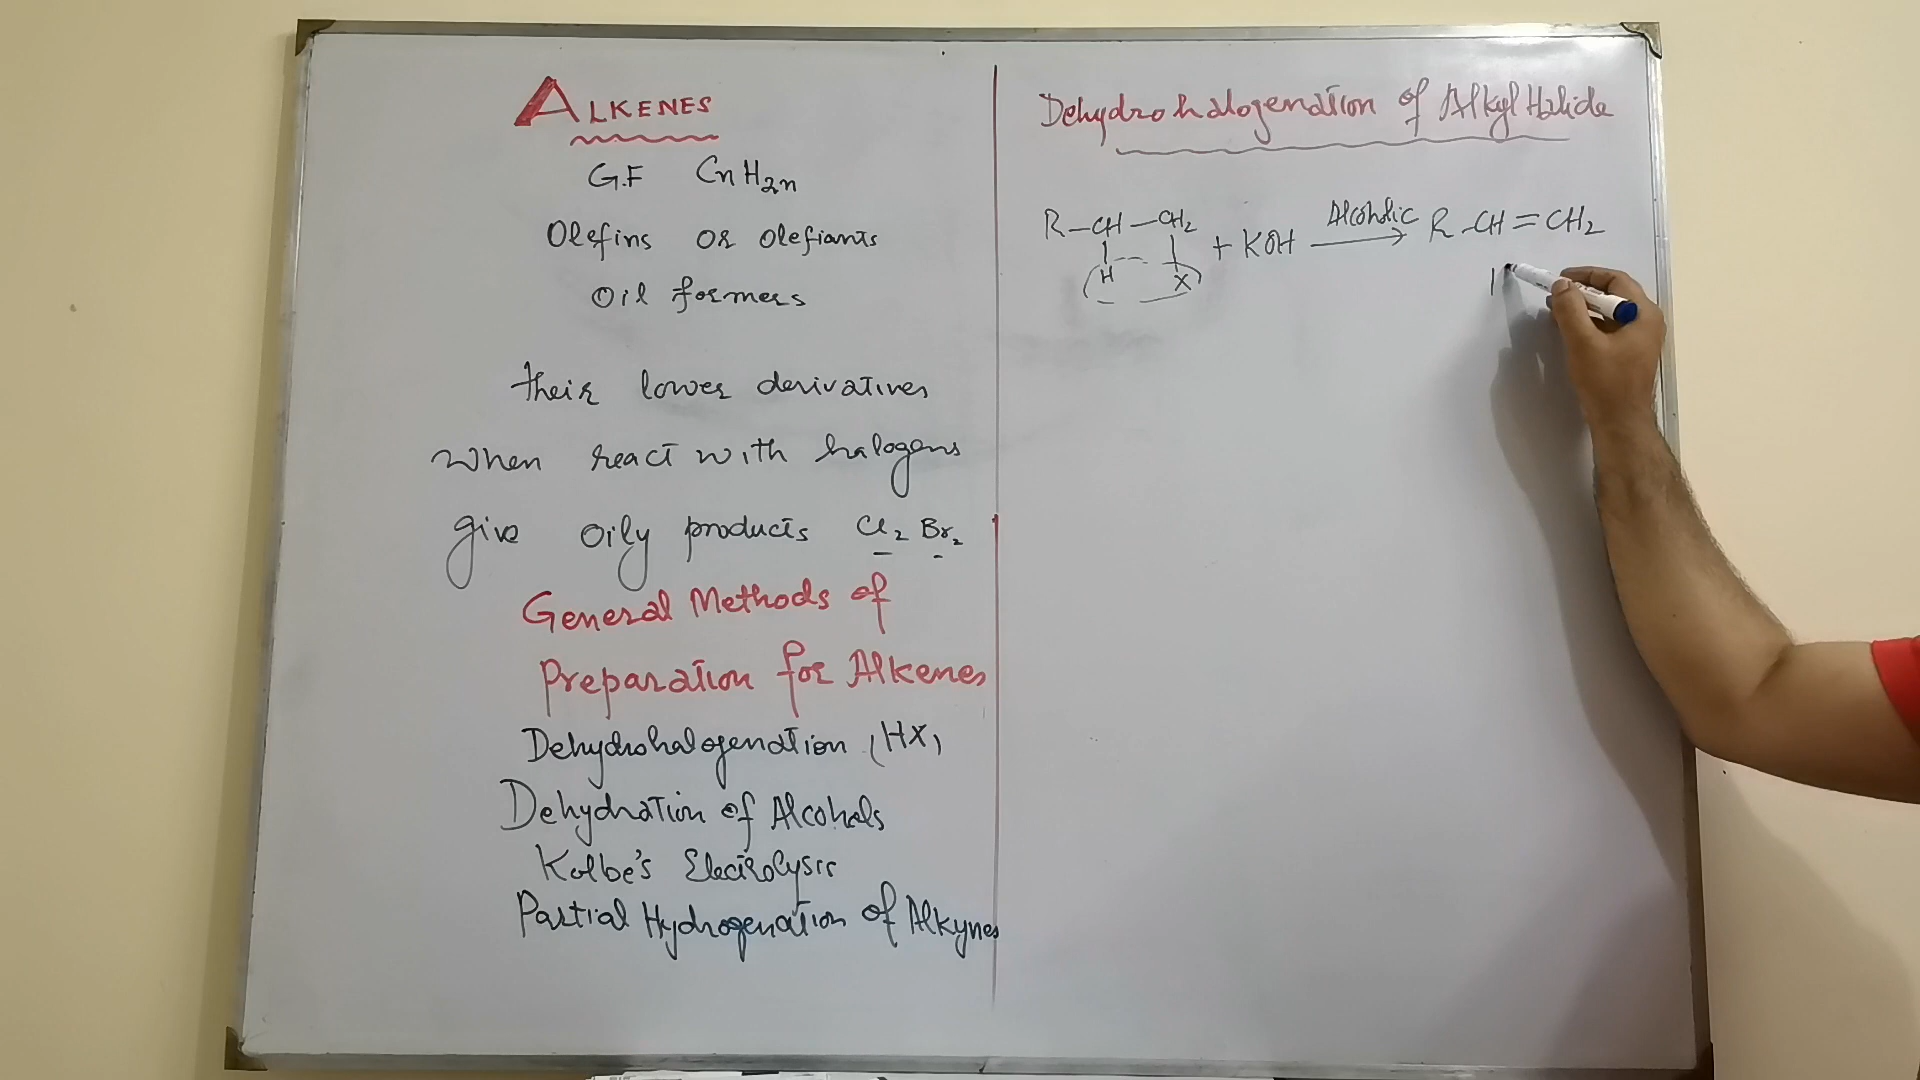 ALKENES
G.F CnH2n
Olefins or olefiants
Oil formers
their lower derivatives
when react with halogens
give oily products Cl2 Br2
General Methods of
Preparation for Alkenes
Dehydrohalogenation (HX)
Dehydration of Alcohols
Kolbe's Electrolysis
Partial Hydrogenation of Alkynes
Dehydrohalogenation of Alkyl Halide
R-CH-CH2 + KOH Alcoholic → R-CH=CH2
H X